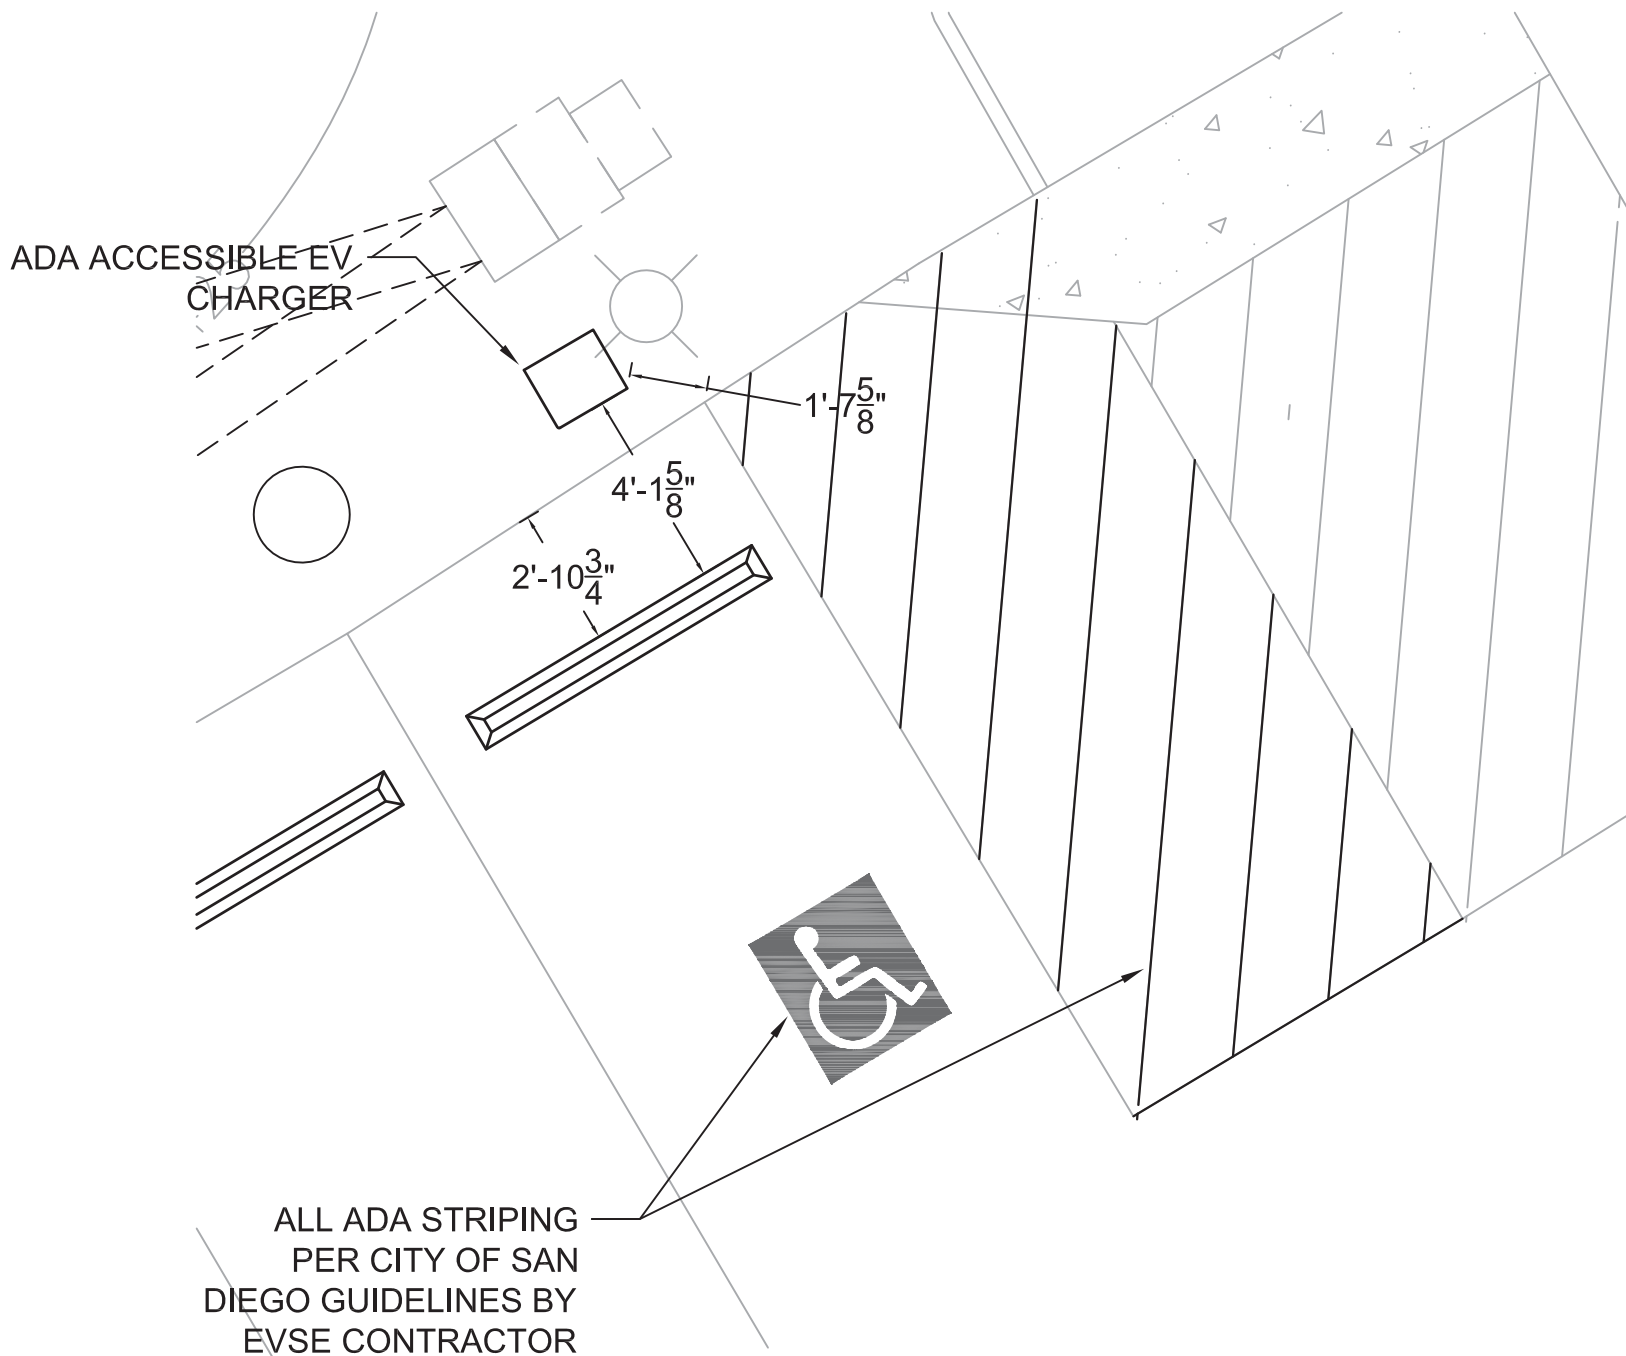 ADA ACCESSIBLE EV
CHARGER
1'-7 5/8"
4'-1 5/8"
2'-10 3/4"
ALL ADA STRIPING
PER CITY OF SAN
DIEGO GUIDELINES BY
EVSE CONTRACTOR